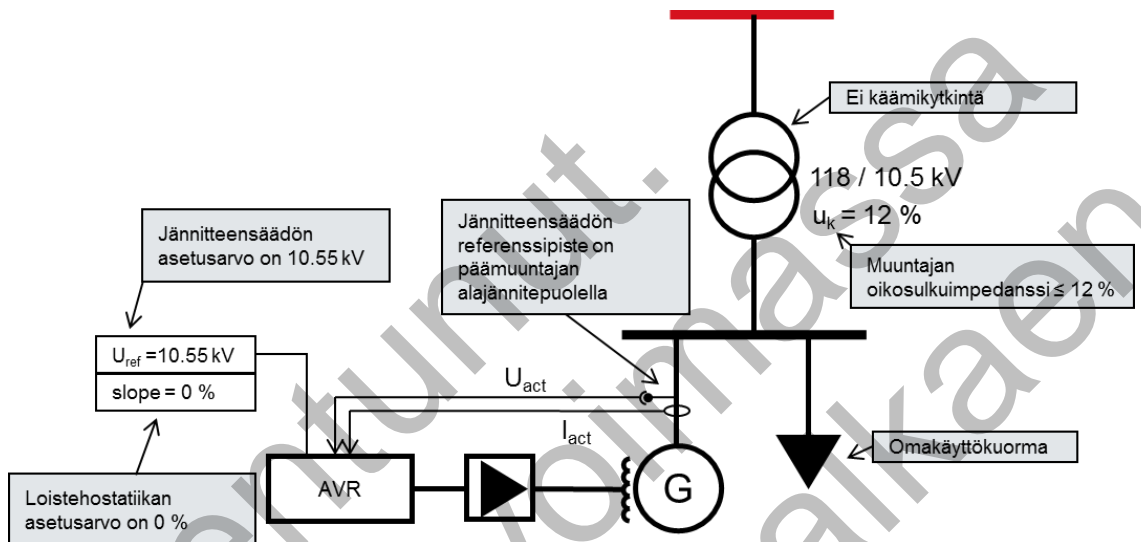 Ei käämikytkintä
118 / 10.5 kV
uk = 12 %
Muuntajan
oikosulkuimpedanssi ≤ 12 %
Jännitteensäädön
referenssipiste on
päämuuntajan
alajännitepuolella
Jännitteensäädön
asetusarvo on 10.55 kV
Uref =10.55 kV
slope = 0 %
Uact
Iact
AVR
G
Omakäyttökuorma
Loistehostatiikan
asetusarvo on 0 %
voimassa